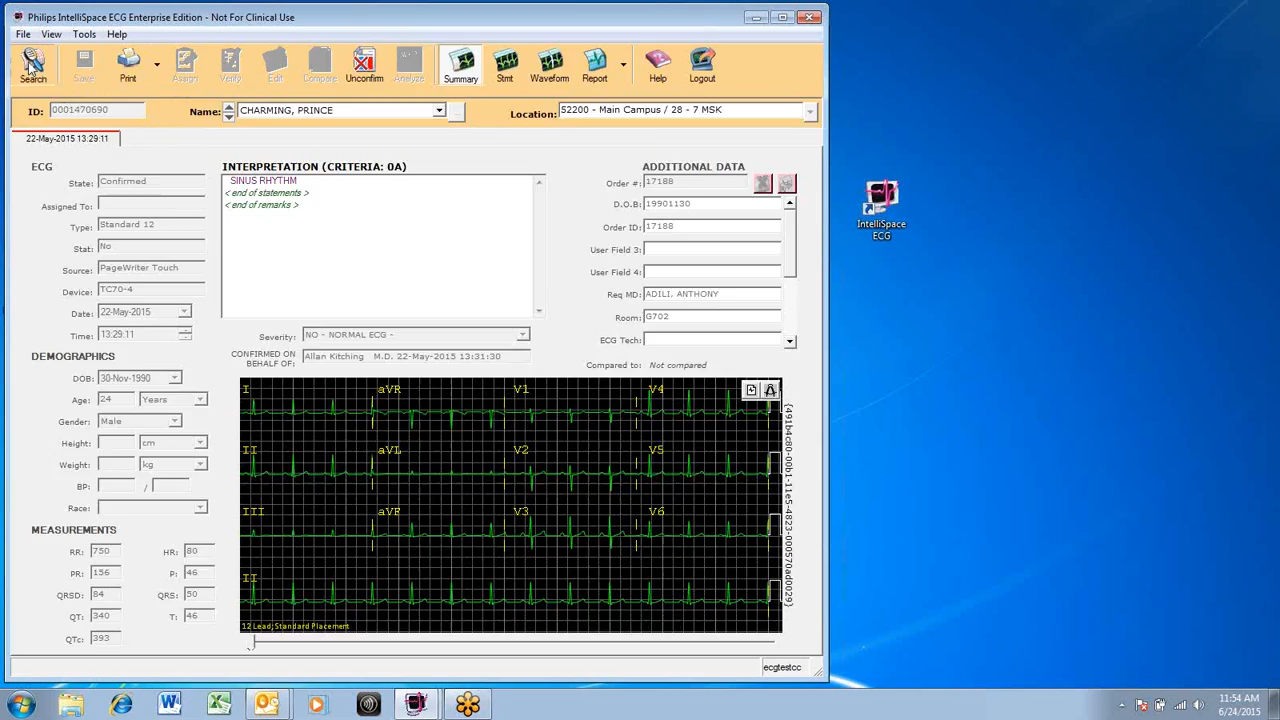 Philips IntelliSpace ECG Enterprise Edition - Not For Clinical Use
File View Tools Help
Search Save Print Assign Verify Edit Compare Unconfirm Analyze Summary Stmt Waveform Report Help Logout
ID: 0001470690 Name: CHARMING, PRINCE Location: 52200 - Main Campus / 28 - 7 MSK
22-May-2015 13:29:11
ECG
State: Confirmed
Assigned To:
Type: Standard 12
Stat: No
Source: PageWriter Touch
Device: TC70-4
Date: 22-May-2015
Time: 13:29:11
DEMOGRAPHICS
DOB: 30-Nov-1990
Age: 24 Years
Gender: Male
Height: cm
Weight: kg
BP: /
Race:
MEASUREMENTS
RR: 750 HR: 80
PR: 156 P: 46
QRSD: 84 QRS: 50
QT: 340 T: 46
QTc: 393
INTERPRETATION (CRITERIA: 0A)
SINUS RHYTHM
< end of statements >
< end of remarks >
Severity: NO - NORMAL ECG -
CONFIRMED ON
BEHALF OF: Allan Kitching M.D. 22-May-2015 13:31:30
ADDITIONAL DATA
Order #: 17188
D.O.B: 19901130
Order ID: 17188
User Field 3:
User Field 4:
Req MD: ADILI, ANTHONY
Room: G702
ECG Tech:
Compared to: Not compared
I aVR V1 V4
II aVL V2 V5
III aVF V3 V6
II
12 Lead; Standard Placement
{491b4c80-00b1-11e5-4823-000570ad0029}
ecgtestcc
IntelliSpace
ECG
11:54 AM
6/24/2015